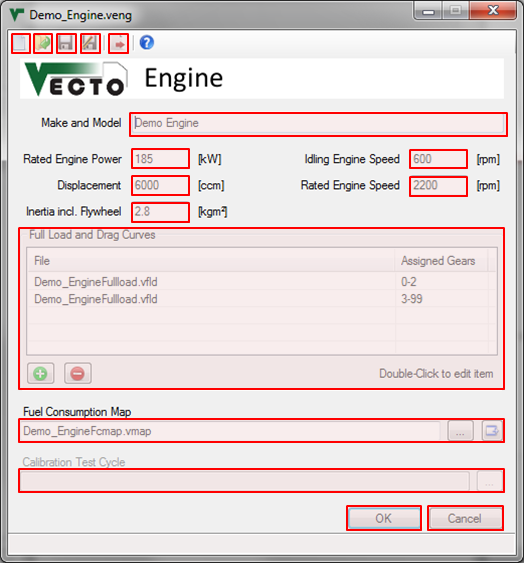 Demo_Engine.veng
VECTO Engine
Make and Model Demo Engine
Rated Engine Power 185 [kW] Idling Engine Speed 600 [rpm]
Displacement 6000 [ccm] Rated Engine Speed 2200 [rpm]
Inertia incl. Flywheel 2.8 [kgm²]
Full Load and Drag Curves
File Assigned Gears
Demo_EngineFullload.vfld 0-2
Demo_EngineFullload.vfld 3-99
Double-Click to edit item
Fuel Consumption Map
Demo_EngineFcmap.vmap ...
Calibration Test Cycle
...
OK Cancel